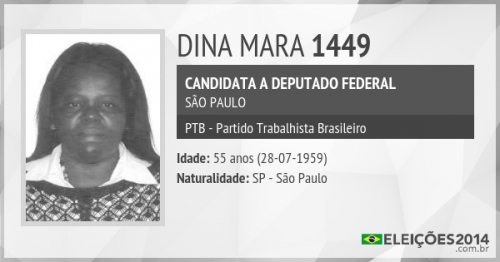 DINA MARA 1449
CANDIDATA A DEPUTADO FEDERAL
SÃO PAULO
PTB - Partido Trabalhista Brasileiro
Idade: 55 anos (28-07-1959)
Naturalidade: SP - São Paulo
ELEIÇÕES2014
.com.br